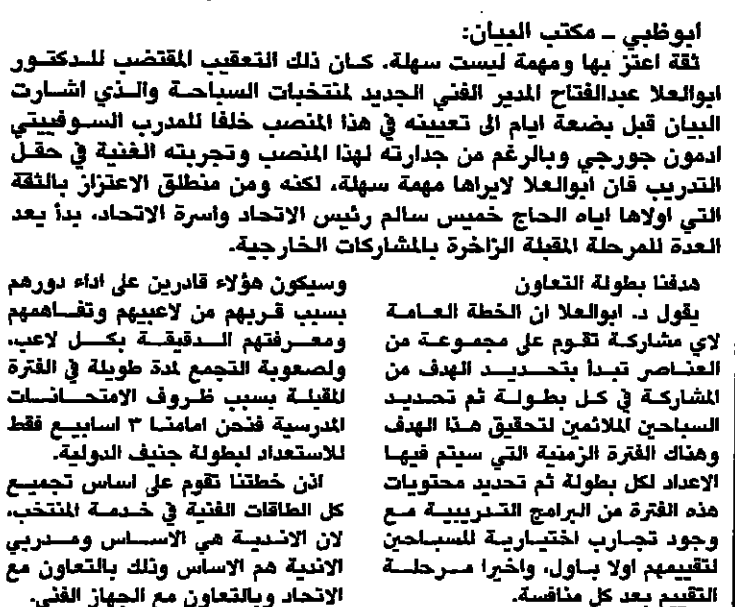 ابوظبي ـ مكتب البيان:
ثقة اعتز بها ومهمة ليست سهلة. كان ذلك التعقيب المقتضب للدكتور
ابوالعلا عبدالفتاح المدير الفني الجديد لمنتخبات السباحة والذي اشارت
البيان قبل بضعة ايام الى تعيينه في هذا المنصب خلفا للمدرب السوفييتي
ادمون جورجي وبالرغم من جدارته لهذا المنصب وتجربته الغنية في حقل
التدريب فان ابوالعلا لايراها مهمة سهلة، لكنه ومن منطلق الاعتزاز بالثقة
التي اولاها اياه الحاج خميس سالم رئيس الاتحاد واسرة الاتحاد، بدأ يعد
العدة للمرحلة المقبلة الزاخرة بالمشاركات الخارجية.
هدفنا بطولة التعاون
يقول د. ابوالعلا ان الخطة العامة
لاي مشاركة تقوم على مجموعة من
العناصر تبدأ بتحديد الهدف من
المشاركة في كل بطولة ثم تحديد
السباحين الملائمين لتحقيق هذا الهدف
وهناك الفترة الزمنية التي سيتم فيها
الاعداد لكل بطولة ثم تحديد محتويات
هذه الفترة من البرامج التدريبية مع
وجود تجارب اختيارية للسباحين
لتقييمهم اولا باول، واخيرا مرحلة
التقييم بعد كل منافسة.
وسيكون هؤلاء قادرين على اداء دورهم
بسبب قربهم من لاعبيهم وتفاهمهم
ومعرفتهم الدقيقة بكل لاعب،
ولصعوبة التجمع لمدة طويلة في الفترة
المقبلة بسبب ظروف الامتحانات
المدرسية فنحن امامنا ٣ اسابيع فقط
للاستعداد لبطولة جنيف الدولية.
اذن خطتنا تقوم على اساس تجميع
كل الطاقات الفنية في خدمة المنتخب،
لان الاندية هي الاساس ومدربي
الاندية هم الاساس وذلك بالتعاون مع
الاتحاد وبالتعاون مع الجهاز الفني.